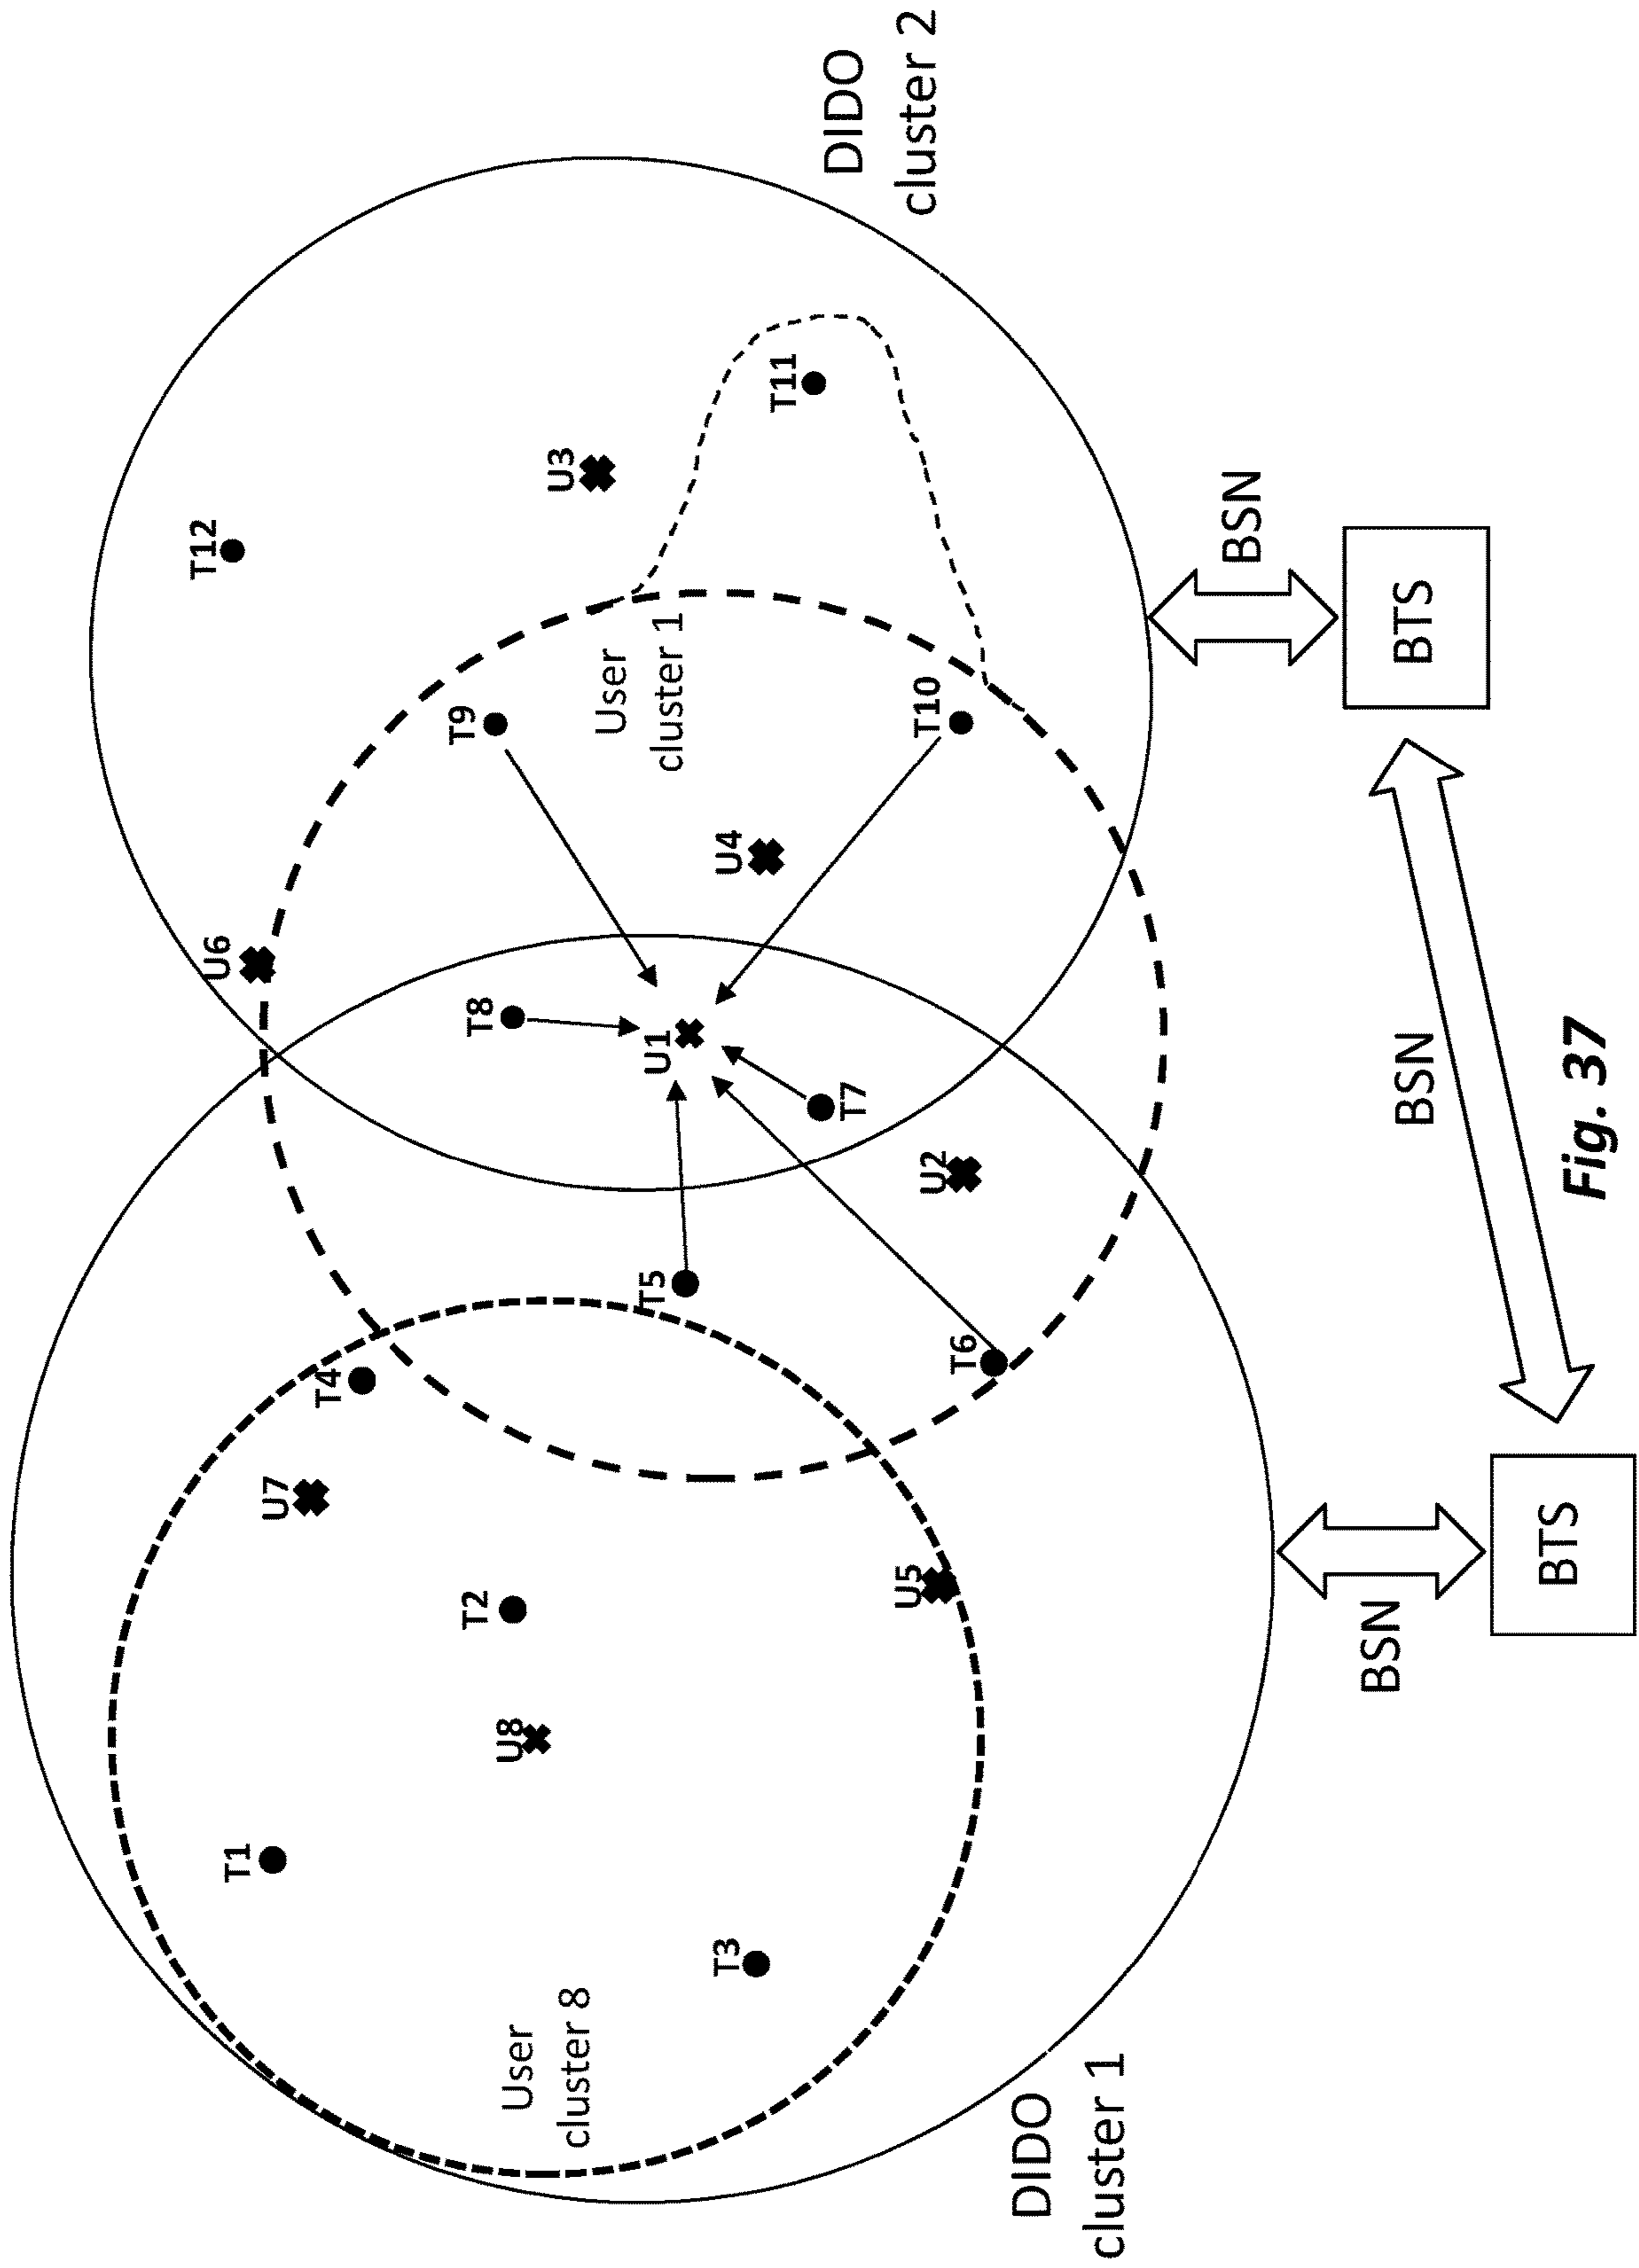 DIDO
cluster 1
DIDO
cluster 2
User
cluster 8
User
cluster 1
T1
T2
T3
T4
T5
T6
T7
T8
T9
T10
T11
T12
U1
U2
U3
U4
U5
U6
U7
U8
BSN
BSN
BSN
BTS
BTS
Fig. 37